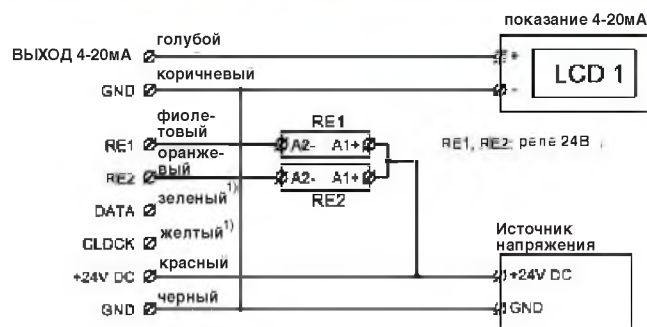 показание 4-20мА
ВЫХОД 4-20мА
голубой
+
LCD 1
GND
коричневый
-
фиоле-
товый
RE1
RE1
A2- A1+
RE1, RE2: реле 24В
оранже-
вый
RE2
A2- A1+
RE2
DATA
зеленый 1)
CLOCK
желтый 1)
Источник
напряжения
+24V DC
красный
+24V DC
GND
черный
GND